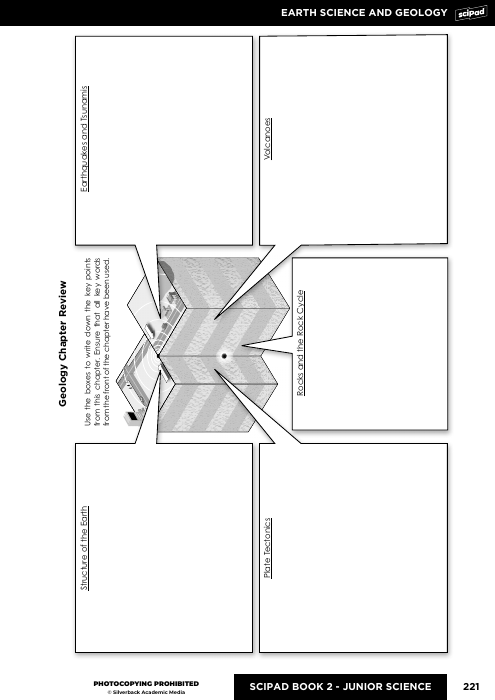 EARTH SCIENCE AND GEOLOGY
scipad
Geology Chapter Review
Use the boxes to write down the key points
from this chapter. Ensure that all key words
from the front of the chapter have been used.
Structure of the Earth
Earthquakes and Tsunamis
Plate Tectonics
Rocks and the Rock Cycle
Volcanoes
PHOTOCOPYING PROHIBITED
© Silverback Academic Media
SCIPAD BOOK 2 - JUNIOR SCIENCE
221